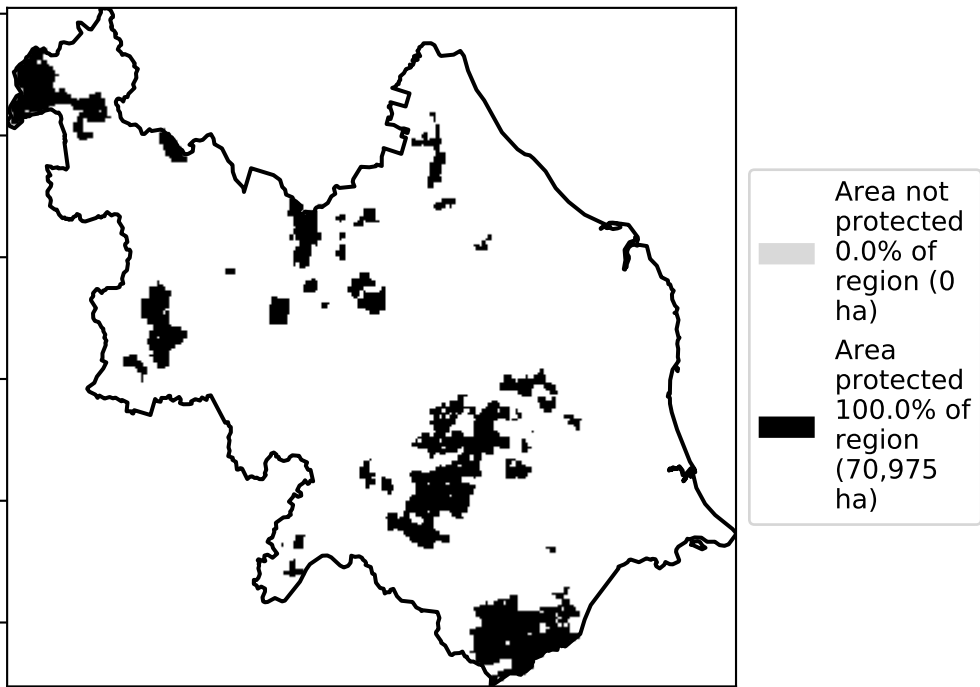 Area not
protected
0.0% of
region (0
ha)
Area
protected
100.0% of
region
(70,975
ha)